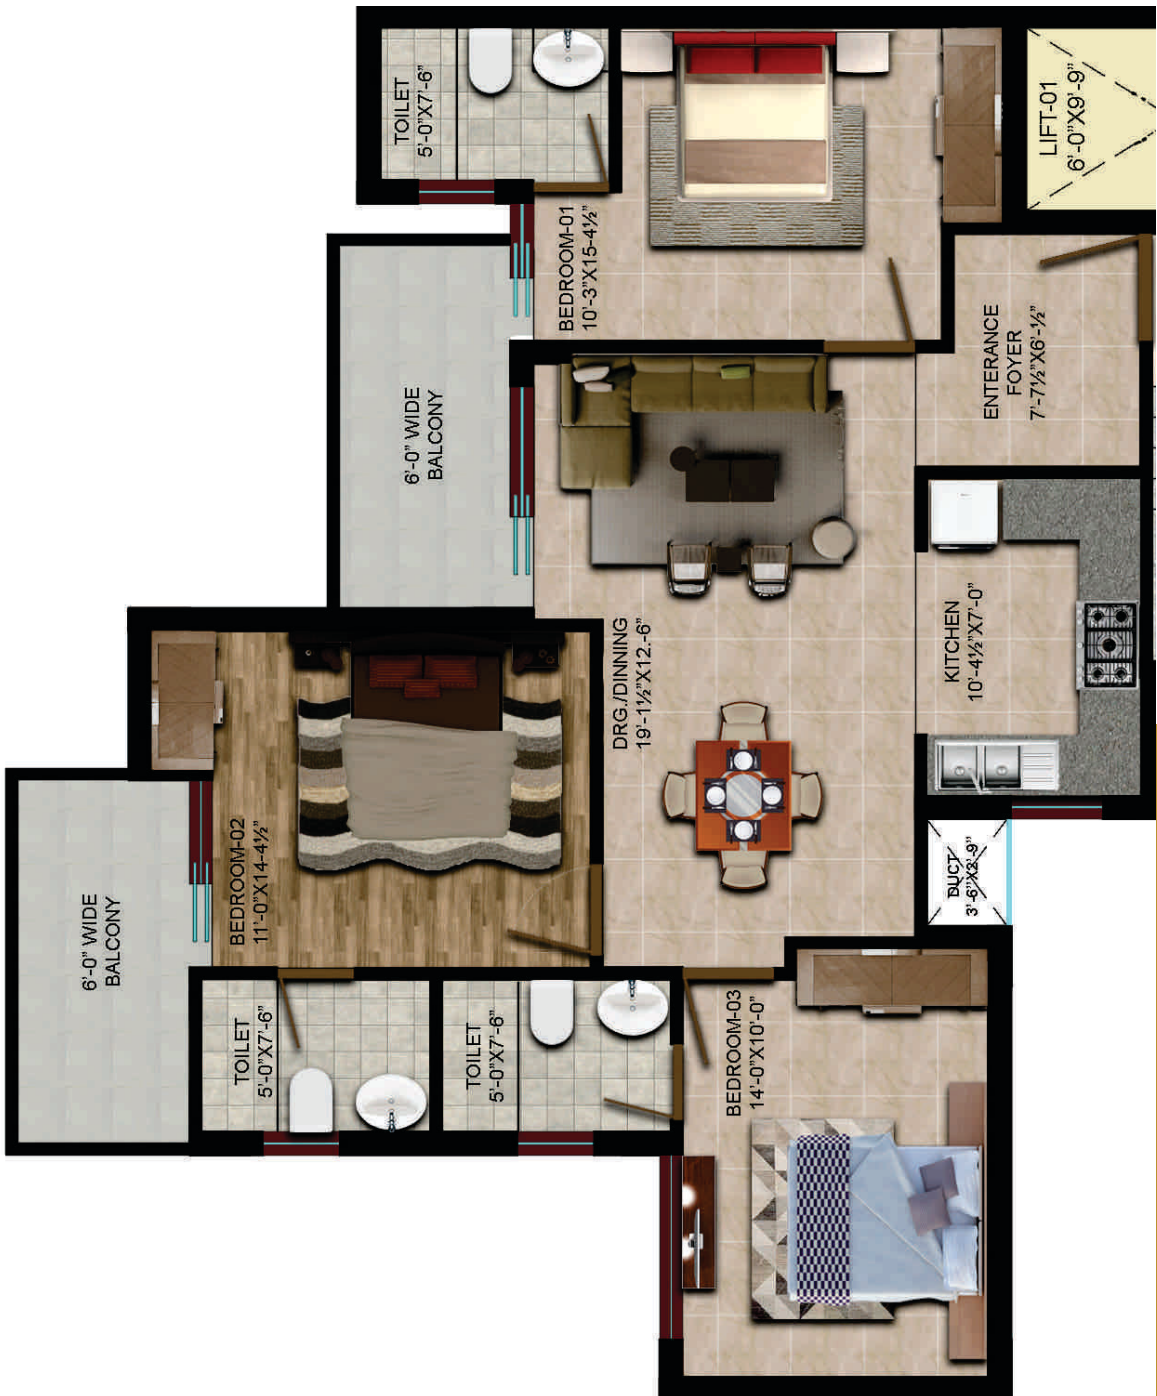 TOILET
5'-0"X7'-6"
BEDROOM-01
10'-3"X15-4½"
LIFT-01
6'-0"X9'-9"
6'-0" WIDE
BALCONY
ENTERANCE
FOYER
7'-7½"X6'-½"
DRG./DINNING
19'-1½"X12.-6"
KITCHEN
10'-4½"X7'-0"
BEDROOM-02
11'-0"X14-4½"
6'-0" WIDE
BALCONY
DUCT
3'-6"X2'-9"
TOILET
5'-0"X7'-6"
TOILET
5'-0"X7'-6"
BEDROOM-03
14'-0"X10'-0"